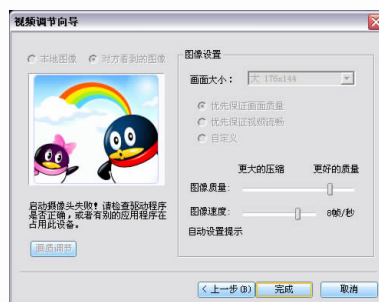 视频调节向导
本地图像 对方看到的图像
启动摄像头失败！请检查驱动程序
是否正确，或者有别的应用程序在
占用此设备。
画质调节
图像设置
画面大小： 大 176x144
优先保证画面质量
优先保证视频流畅
自定义
更大的压缩 更好的质量
图像质量：
图像速度： 8帧/秒
自动设置提示
<上一步(B) 完成 取消